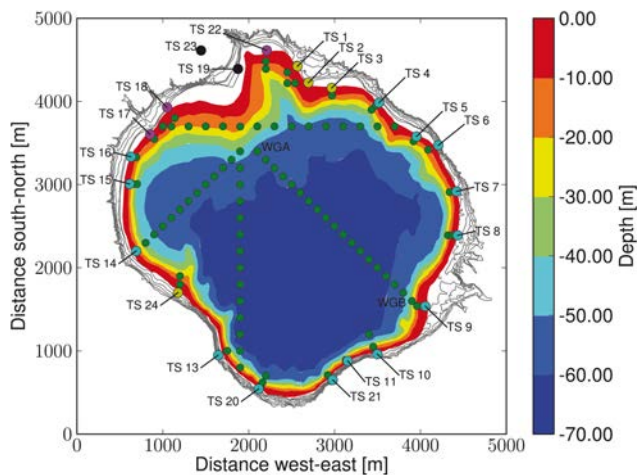 5000
4000
3000
2000
1000
0
Distance south-north [m]
0 1000 2000 3000 4000 5000
Distance west-east [m]
TS 22
TS 23
TS 19
TS 18
TS 17
TS 16
TS 15
TS 14
TS 24
TS 13
TS 20
TS 1
TS 2
TS 3
TS 4
TS 5
TS 6
TS 7
TS 8
TS 9
TS 10
TS 11
TS 21
WGA
WGB
0.00
-10.00
-20.00
-30.00
-40.00
-50.00
-60.00
-70.00
Depth [m]